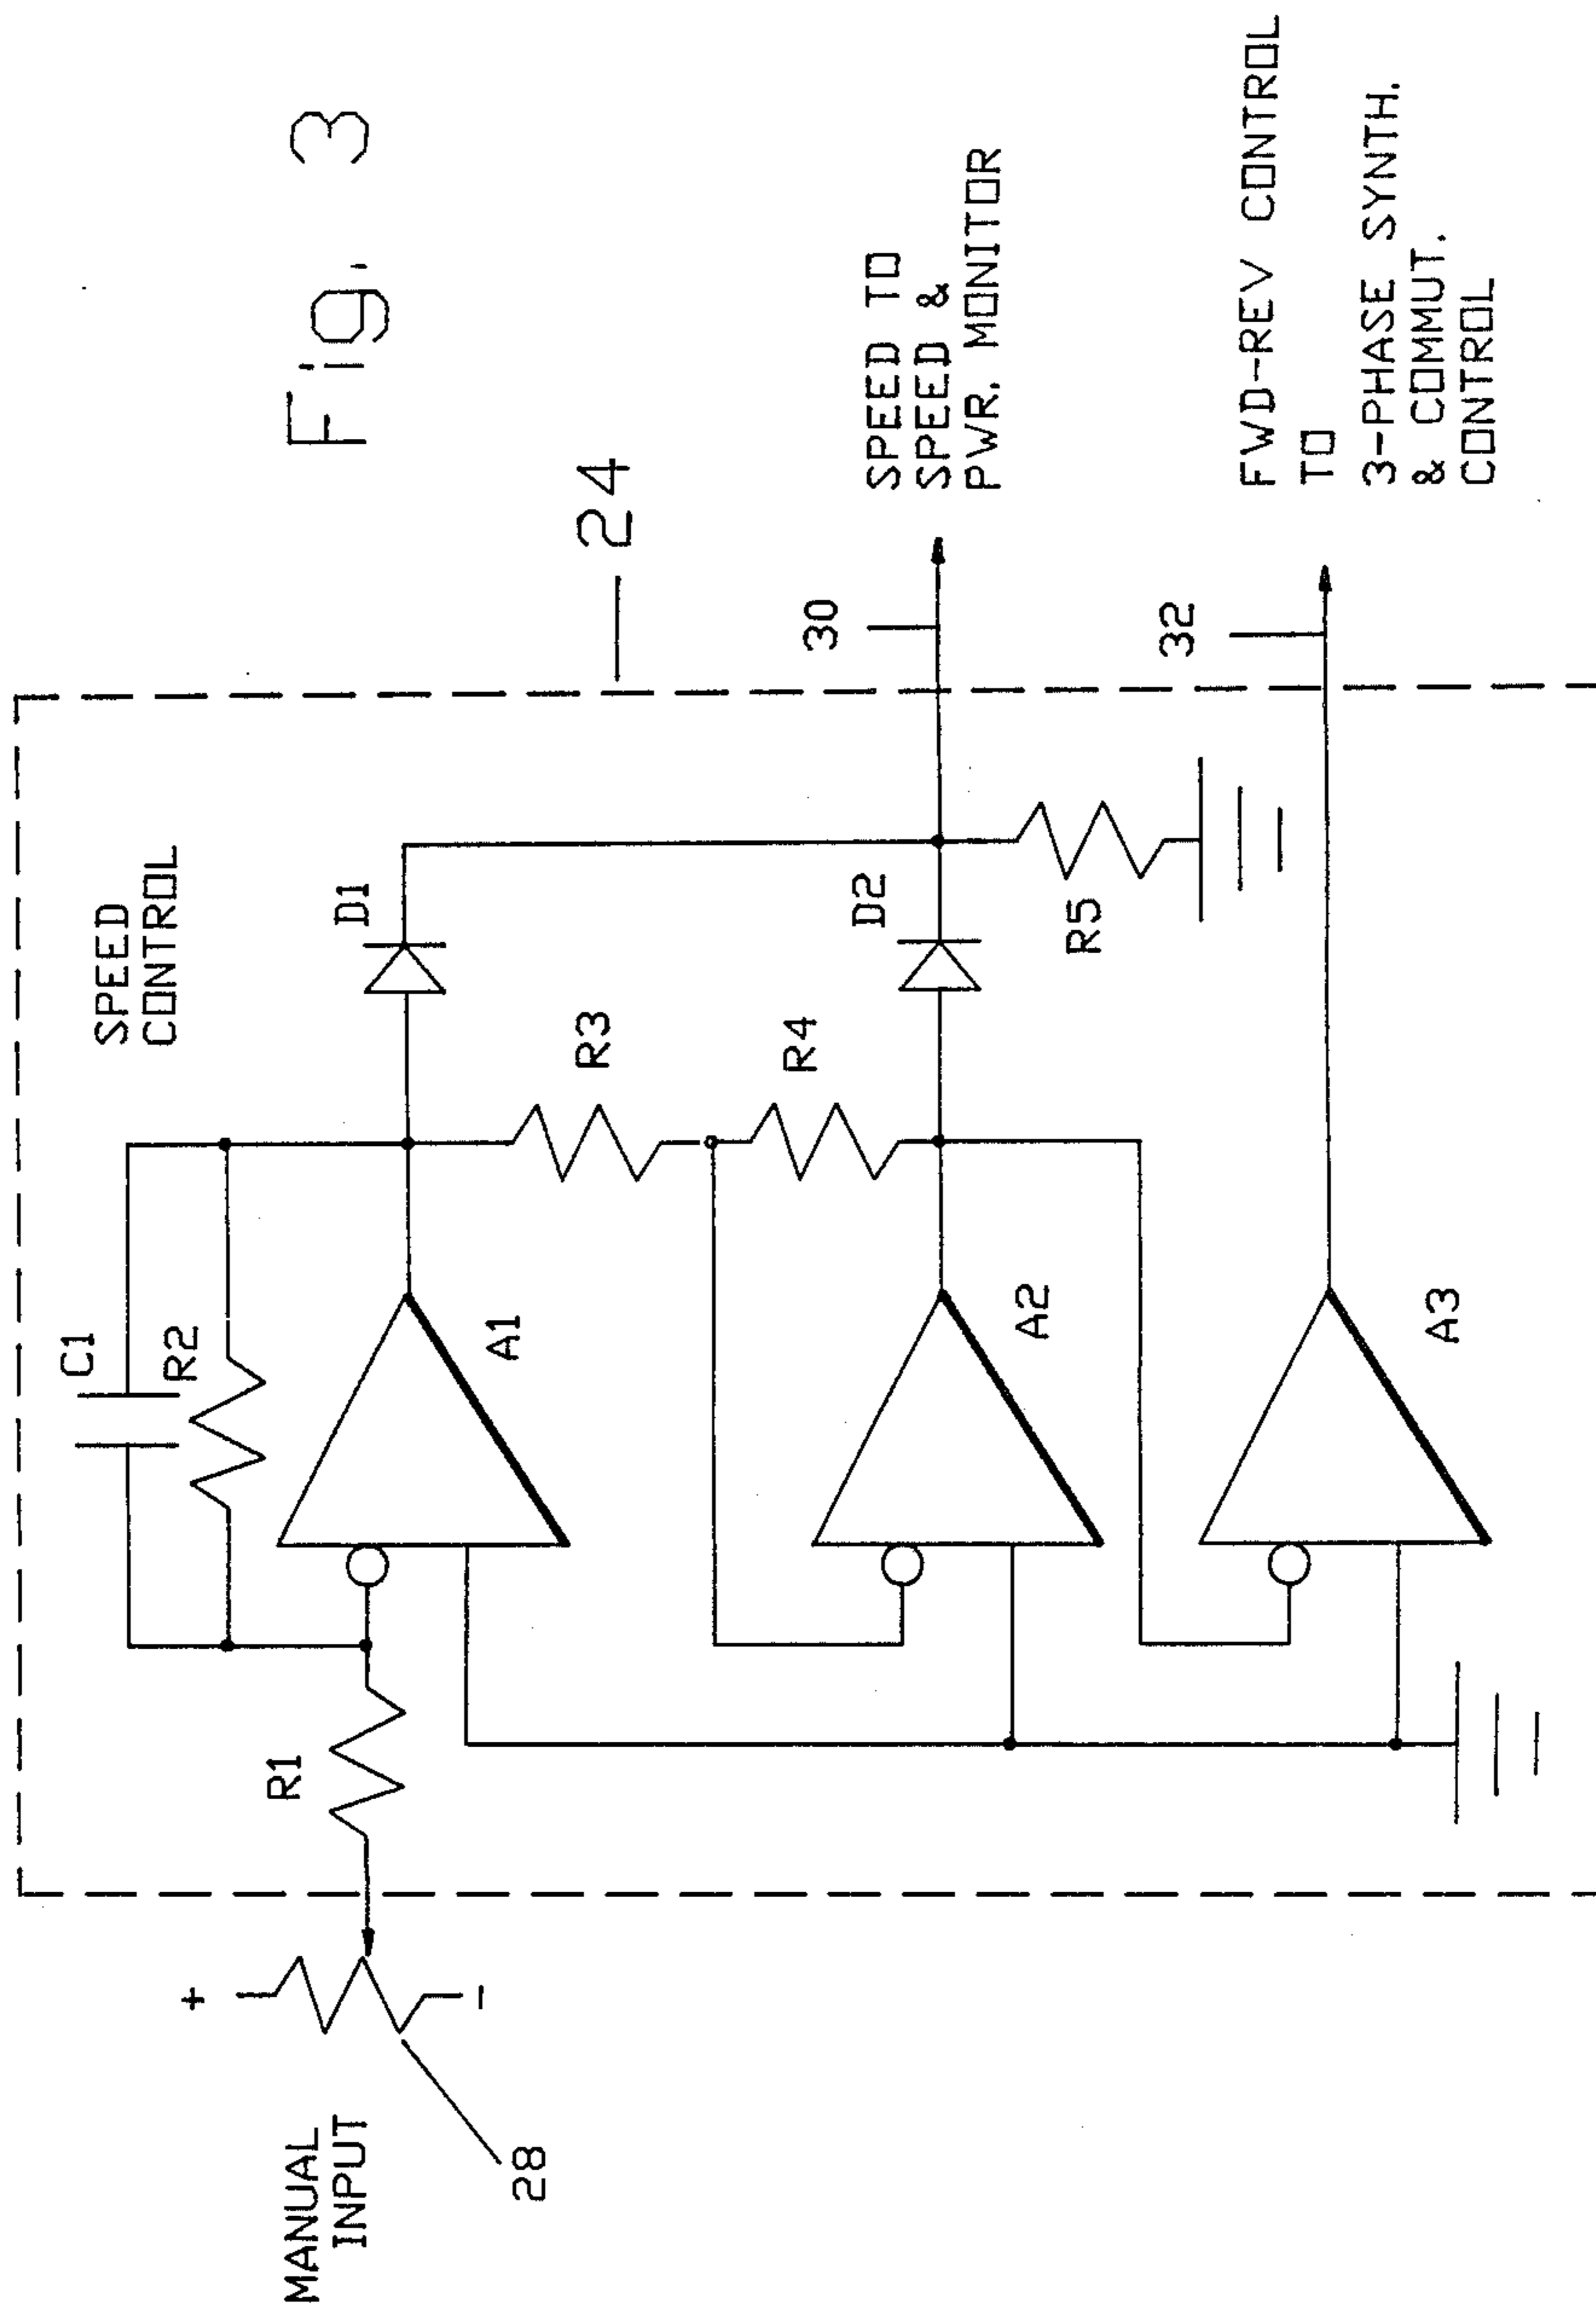 Fig. 3
SPEED
CONTROL
24
C1
R2
R1
A1
D1
MANUAL
INPUT
+
-
28
R3
R4
A2
D2
R5
30
SPEED TO
SPEED &
PWR. MONITOR
A3
32
FWD-REV CONTROL
TO
3-PHASE SYNTH.
& COMMUT.
CONTROL